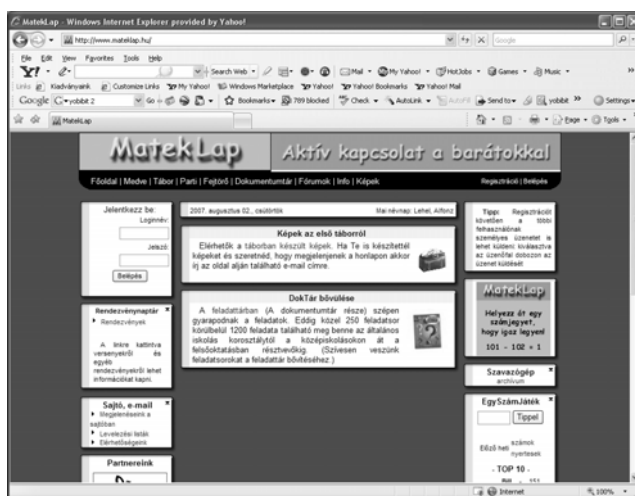 MatekLap - Windows Internet Explorer provided by Yahoo!
http://www.mateklap.hu/
Google
File Edit View Favorites Tools Help
Y! Search Web Mail My Yahoo! HotJobs Games Music
Links Kiadványaink Customize Links My Yahoo! Windows Marketplace Yahoo! Yahoo! Bookmarks Yahoo! Mail
Google yobbit 2 Go Bookmarks 789 blocked Check AutoLink AutoFill Send to yobbit Settings
MatekLap Page Tools
MatekLap Aktív kapcsolat a barátokkal
Főoldal | Medve | Tábor | Parti | Fejtörő | Dokumentumtár | Fórumok | Info | Képek Regisztráció | Belépés
Jelentkezz be:
Loginnév:
Jelszó:
Belépés
Rendezvénynaptár
Rendezvények
A linkre kattintva
versenyekről és
egyéb
rendezvényekről lehet
információkat kapni.
Sajtó, e-mail
Megjelenéseink a
sajtóban
Levelezési listák
Elérhetőségeink
Partnereink
2007. augusztus 02., csütörtök Mai névnap: Lehel, Alfonz
Képek az első táborról
Elérhetők a táborban készült képek. Ha Te is készítettél
képeket és szeretnéd, hogy megjelenjenek a honlapon akkor
írj az oldal alján található e-mail címre.
DokTár bővülése
A feladattárban (A dokumentumtár része) szépen
gyarapodnak a feladatok. Eddig közel 250 feladatsor
körülbelül 1200 feladata található meg benne az általános
iskolás korosztálytól a középiskolásokon át a
felsőoktatásban résztvevőkig. (Szívesen veszünk
feladatsorokat a feladattár bővítéséhez.)
Tipp: Regisztrációt
követően a többi
felhasználónak
személyes üzenetet is
lehet küldeni: kiválasztva
az üzenőfal dobozon az
üzenet küldését
MatekLap
Helyezz át egy
számjegyet,
hogy igaz legyen!
101 - 102 = 1
Szavazógép
archívum
EgySzámJáték
Tippel
Előző heti számok
nyertesek
- TOP 10 -
151
Internet 100%